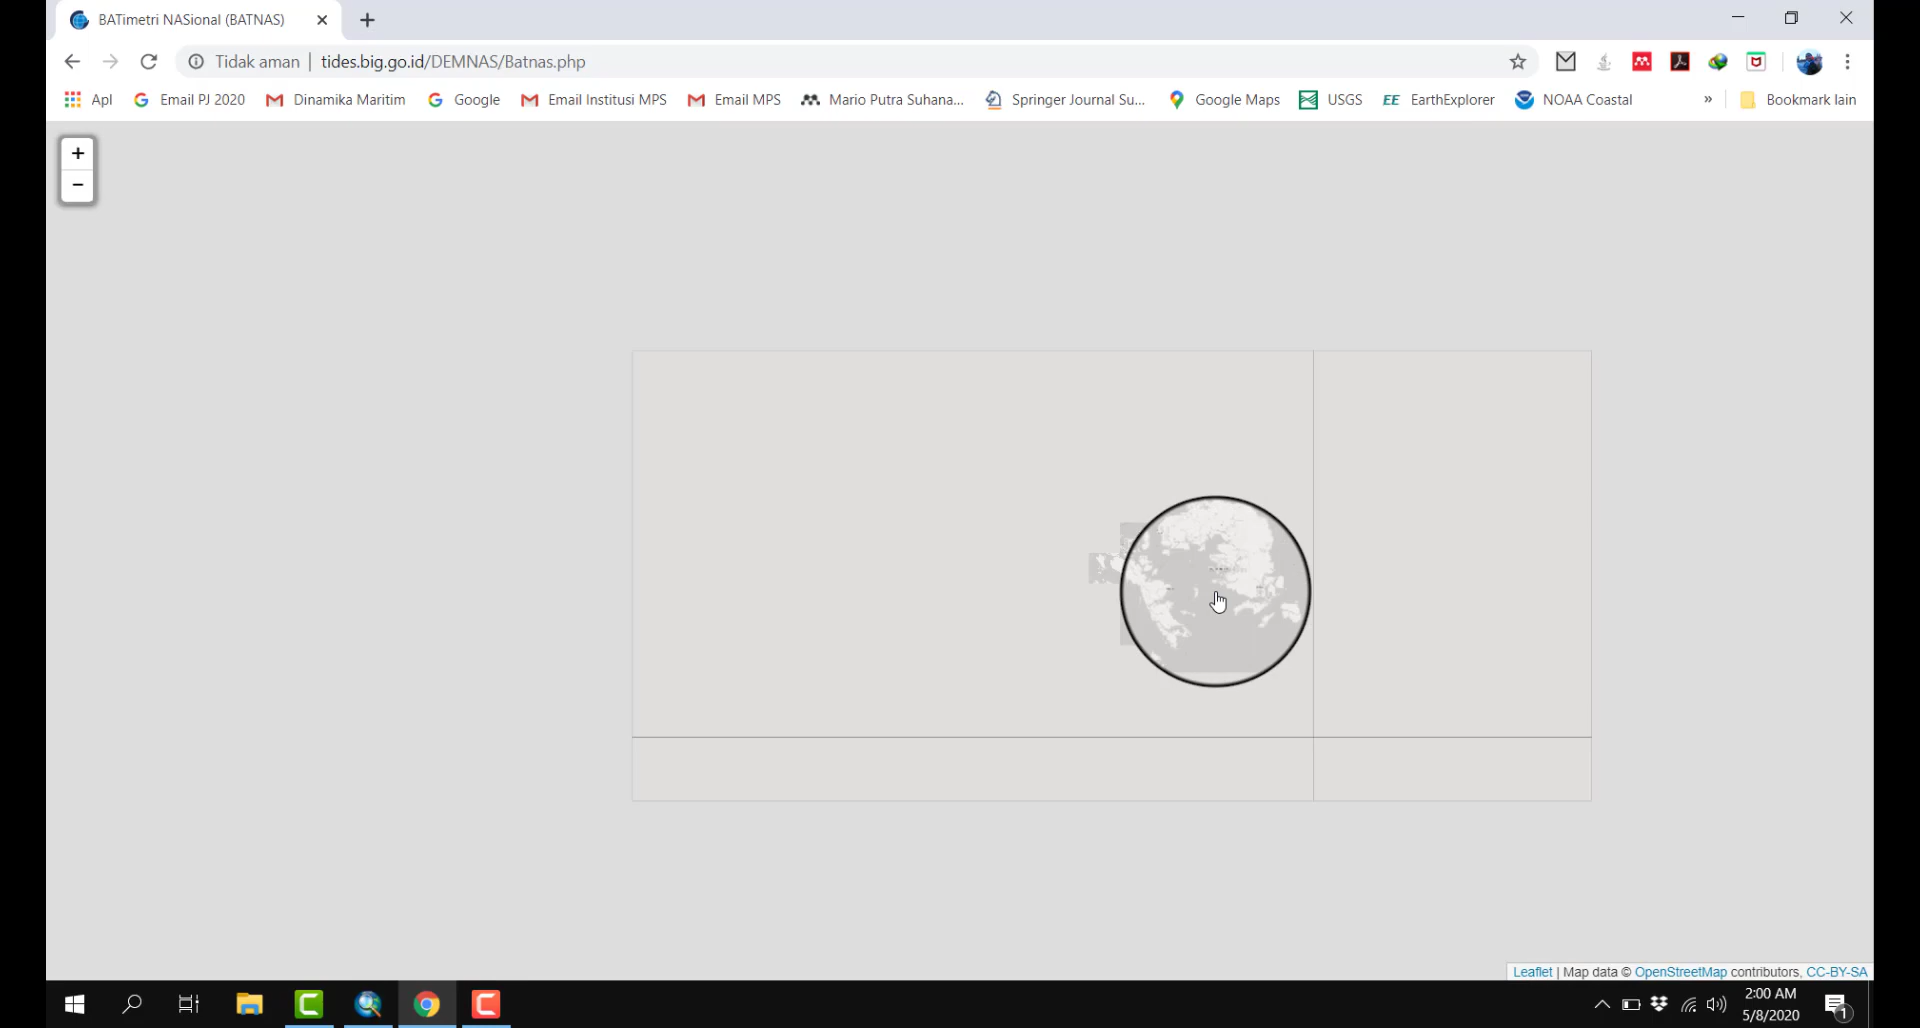 BATimetri NASional (BATNAS)
Tidak aman | tides.big.go.id/DEMNAS/Batnas.php
Apl Email PJ 2020 Dinamika Maritim Google Email Institusi MPS Email MPS Mario Putra Suhana... Springer Journal Su... Google Maps USGS EE EarthExplorer NOAA Coastal » Bookmark lain
+
−
Leaflet | Map data © OpenStreetMap contributors, CC-BY-SA
2:00 AM
5/8/2020
1